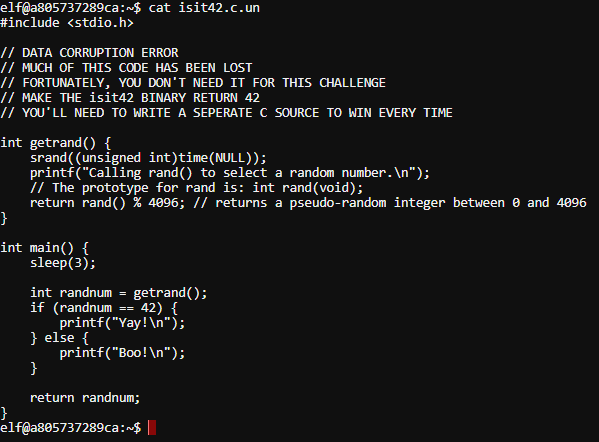 elf@a805737289ca:~$ cat isit42.c.un
#include <stdio.h>
// DATA CORRUPTION ERROR
// MUCH OF THIS CODE HAS BEEN LOST
// FORTUNATELY, YOU DON'T NEED IT FOR THIS CHALLENGE
// MAKE THE isit42 BINARY RETURN 42
// YOU'LL NEED TO WRITE A SEPERATE C SOURCE TO WIN EVERY TIME
int getrand() {
    srand((unsigned int)time(NULL));
    printf("Calling rand() to select a random number.\n");
    // The prototype for rand is: int rand(void);
    return rand() % 4096; // returns a pseudo-random integer between 0 and 4096
}
int main() {
    sleep(3);
    int randnum = getrand();
    if (randnum == 42) {
        printf("Yay!\n");
    } else {
        printf("Boo!\n");
    }
    return randnum;
}
elf@a805737289ca:~$